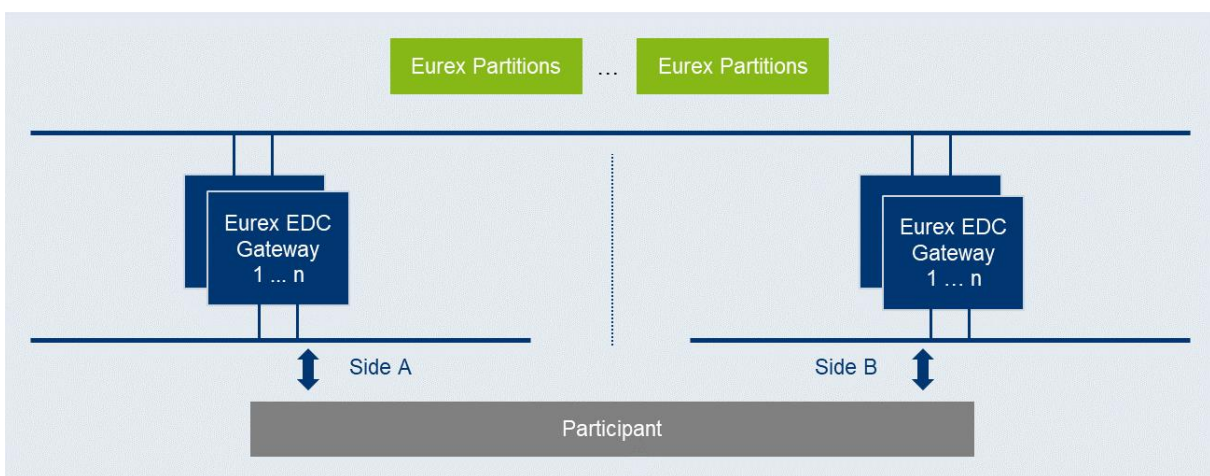 Eurex Partitions ... Eurex Partitions
Eurex EDC
Gateway
1 ... n
Eurex EDC
Gateway
1 ... n
Side A
Side B
Participant